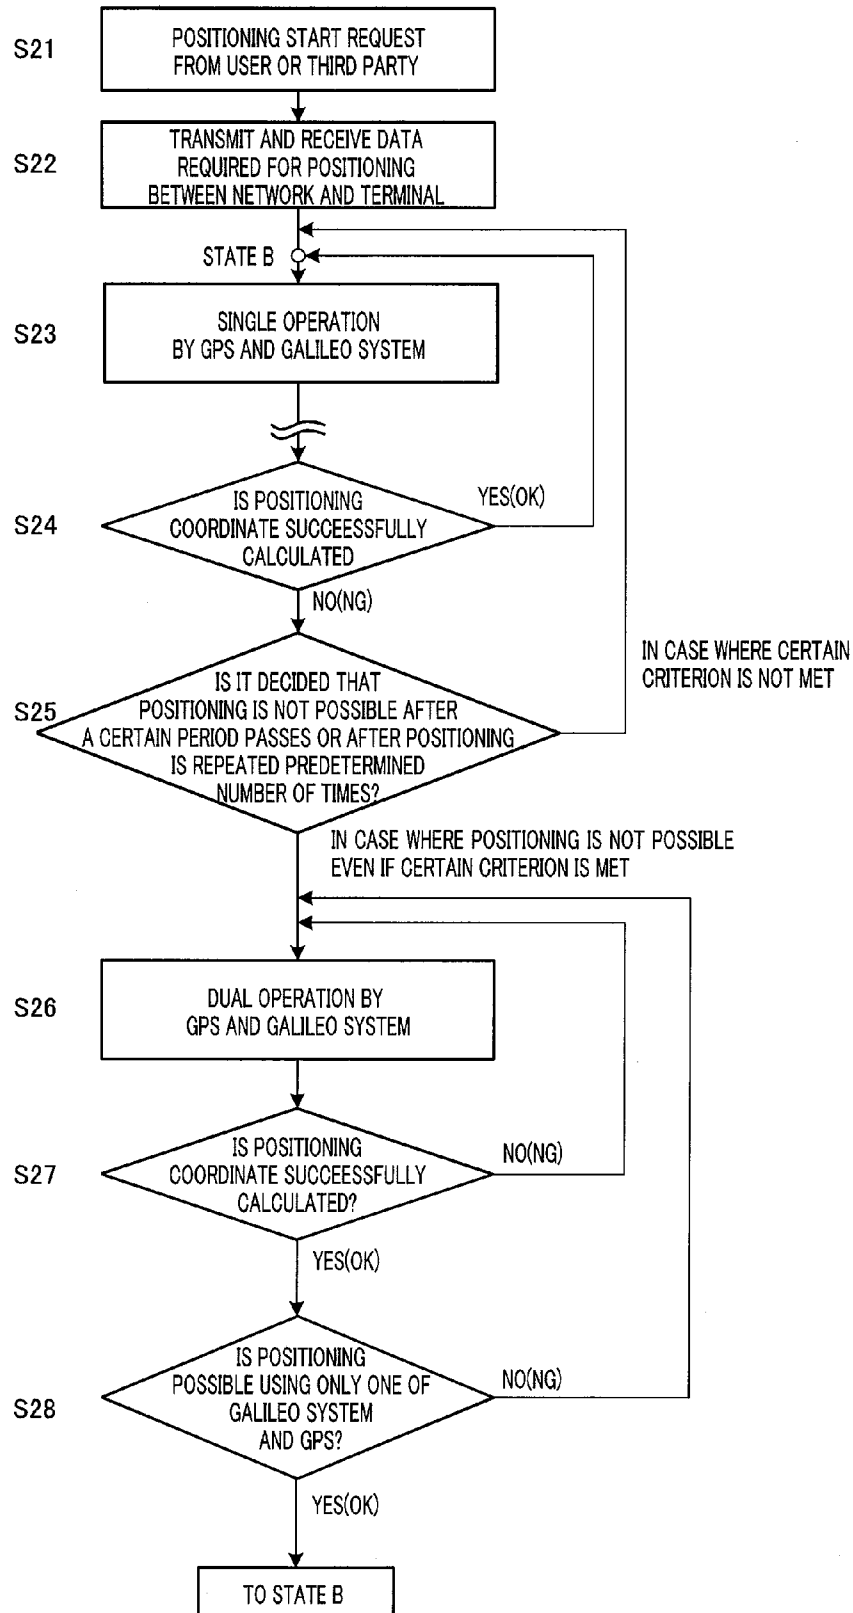 S21
POSITIONING START REQUEST
FROM USER OR THIRD PARTY
S22
TRANSMIT AND RECEIVE DATA
REQUIRED FOR POSITIONING
BETWEEN NETWORK AND TERMINAL
STATE B
S23
SINGLE OPERATION
BY GPS AND GALILEO SYSTEM
S24
IS POSITIONING
COORDINATE SUCCESSFULLY
CALCULATED
YES(OK)
NO(NG)
S25
IS IT DECIDED THAT
POSITIONING IS NOT POSSIBLE AFTER
A CERTAIN PERIOD PASSES OR AFTER POSITIONING
IS REPEATED PREDETERMINED
NUMBER OF TIMES?
IN CASE WHERE CERTAIN
CRITERION IS NOT MET
IN CASE WHERE POSITIONING IS NOT POSSIBLE
EVEN IF CERTAIN CRITERION IS MET
S26
DUAL OPERATION BY
GPS AND GALILEO SYSTEM
S27
IS POSITIONING
COORDINATE SUCCESSFULLY
CALCULATED?
NO(NG)
YES(OK)
S28
IS POSITIONING
POSSIBLE USING ONLY ONE OF
GALILEO SYSTEM
AND GPS?
NO(NG)
YES(OK)
TO STATE B